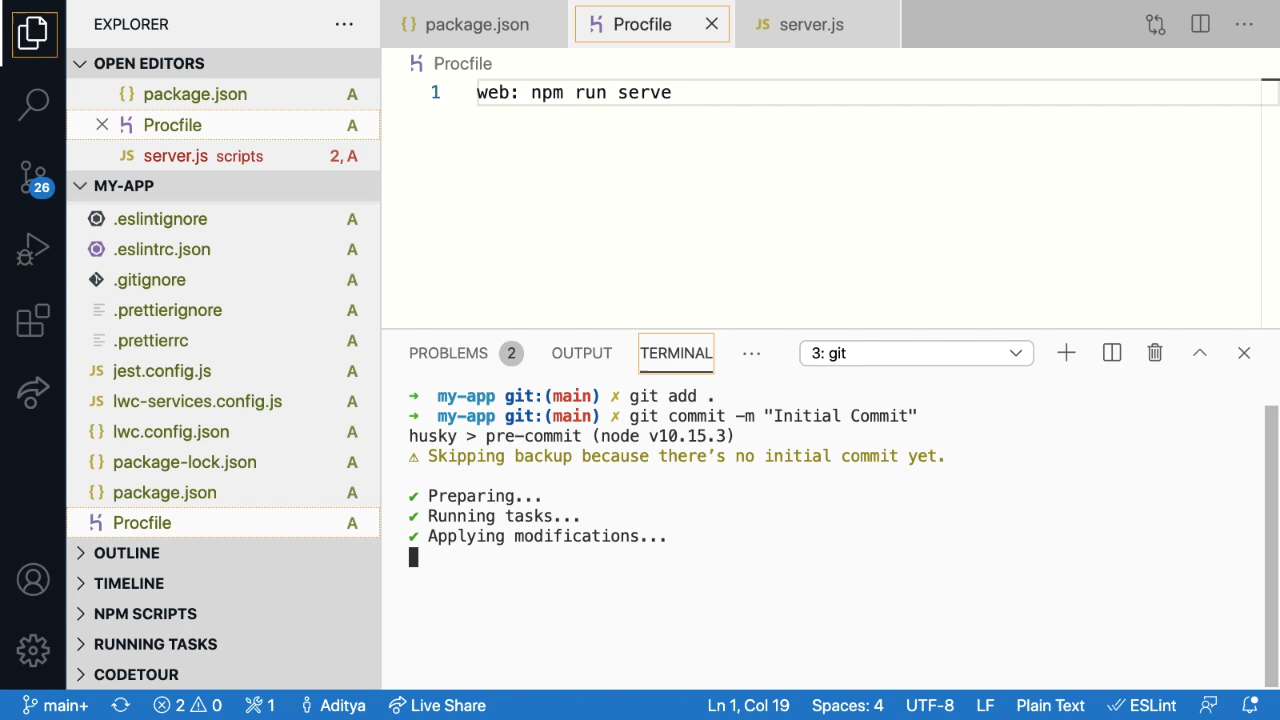 EXPLORER
package.json
Procfile
JS server.js
OPEN EDITORS
{} package.json A
Procfile A
JS server.js scripts 2, A
MY-APP
.eslintignore A
.eslintrc.json A
.gitignore A
.prettierignore A
.prettierrc A
JS jest.config.js A
JS lwc-services.config.js A
{} lwc.config.json A
{} package-lock.json A
{} package.json A
Procfile A
OUTLINE
TIMELINE
NPM SCRIPTS
RUNNING TASKS
CODETOUR
26
Procfile
1 web: npm run serve
PROBLEMS 2 OUTPUT TERMINAL ... 3: git
➜ my-app git:(main) ✗ git add .
➜ my-app git:(main) ✗ git commit -m "Initial Commit"
husky > pre-commit (node v10.15.3)
⚠ Skipping backup because there’s no initial commit yet.
✔ Preparing...
✔ Running tasks...
✔ Applying modifications...
main+ 2 0 1 Aditya Live Share Ln 1, Col 19 Spaces: 4 UTF-8 LF Plain Text ESLint